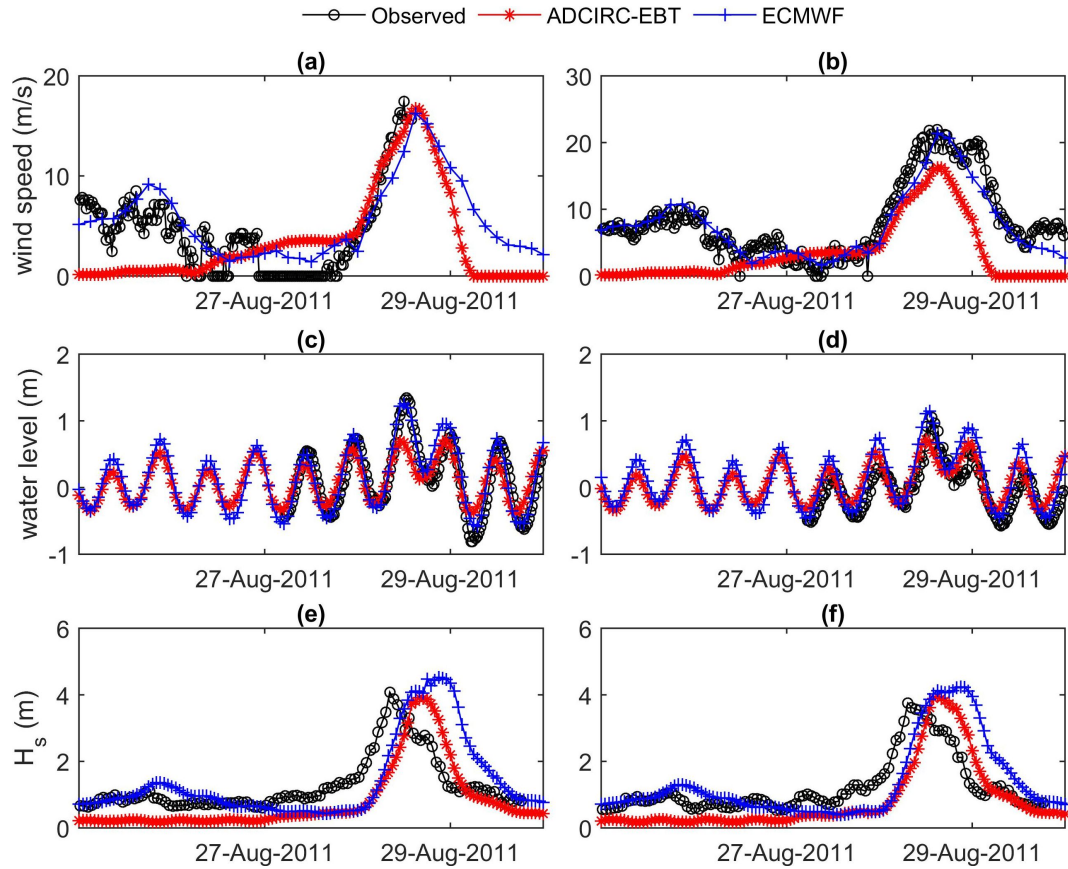 Observed ADCIRC-EBT ECMWF
(a) (b)
wind speed (m/s)
20
10
0
27-Aug-2011 29-Aug-2011
30
20
10
0
27-Aug-2011 29-Aug-2011
(c) (d)
water level (m)
2
1
0
-1
27-Aug-2011 29-Aug-2011
2
1
0
-1
27-Aug-2011 29-Aug-2011
(e) (f)
H_s (m)
6
4
2
0
27-Aug-2011 29-Aug-2011
6
4
2
0
27-Aug-2011 29-Aug-2011